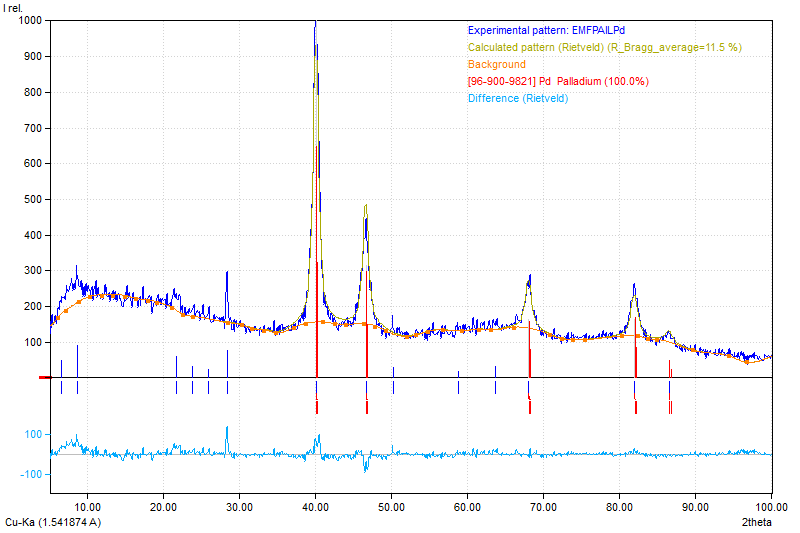 I rel.
1000
Experimental pattern: EMFPAILPd
900
Calculated pattern (Rietveld) (R_Bragg_average=11.5 %)
Background
800
[96-900-9821] Pd Palladium (100.0%)
Difference (Rietveld)
700
600
500
400
300
200
100
100
-100
10.00 20.00 30.00 40.00 50.00 60.00 70.00 80.00 90.00 100.00
Cu-Ka (1.541874 A) 2theta